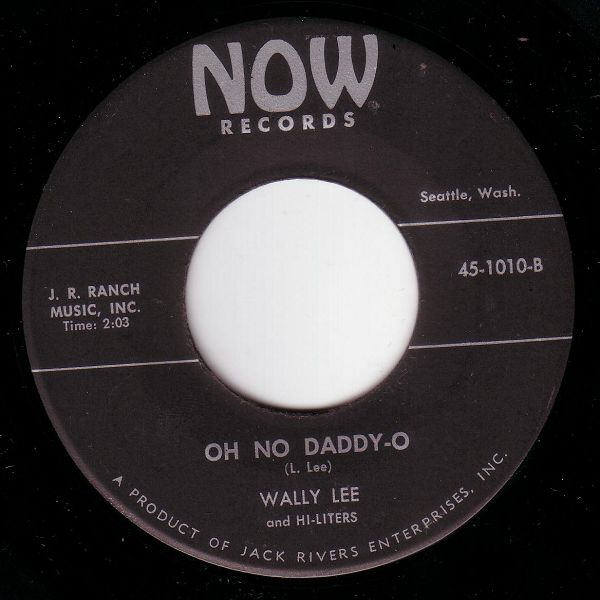 NOW
RECORDS
Seattle, Wash.
45-1010-B
J. R. RANCH
MUSIC, INC.
Time: 2:03
OH NO DADDY-O
(L. Lee)
WALLY LEE
and HI-LITERS
A PRODUCT OF JACK RIVERS ENTERPRISES, INC.